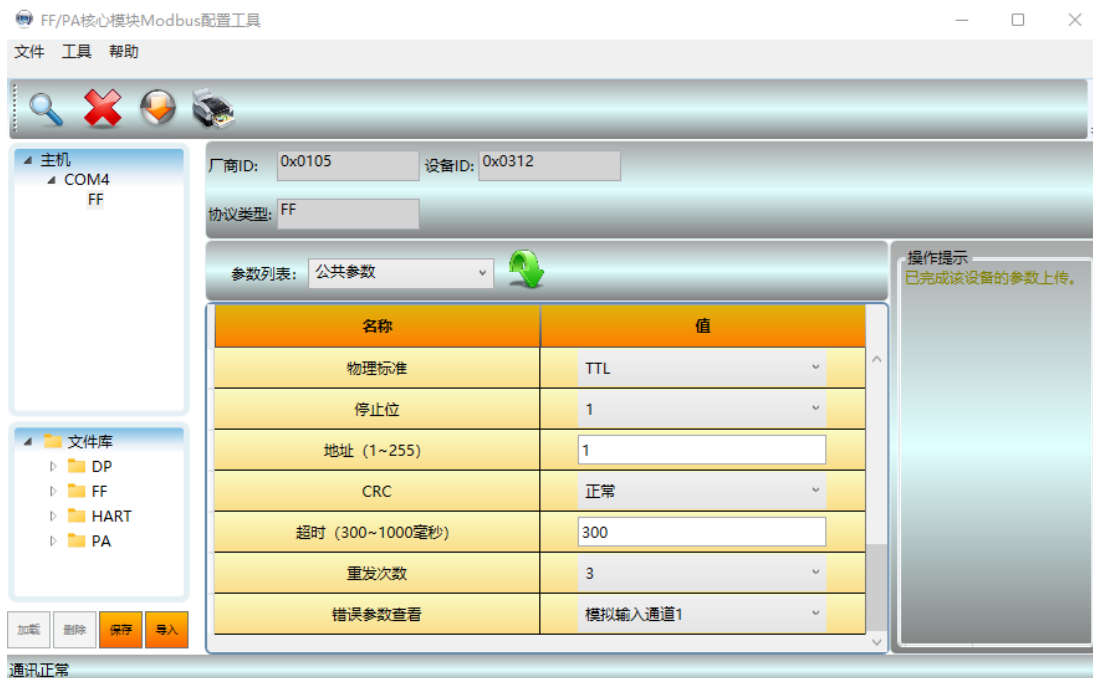 FF/PA核心模块Modbus配置工具
文件 工具 帮助
主机
COM4
FF
厂商ID: 0x0105 设备ID: 0x0312
协议类型: FF
参数列表: 公共参数
操作提示
已完成该设备的参数上传。
名称 值
物理标准 TTL
停止位 1
地址（1~255） 1
CRC 正常
超时（300~1000毫秒） 300
重发次数 3
错误参数查看 模拟输入通道1
文件库
DP
FF
HART
PA
加载 删除 保存 导入
通讯正常